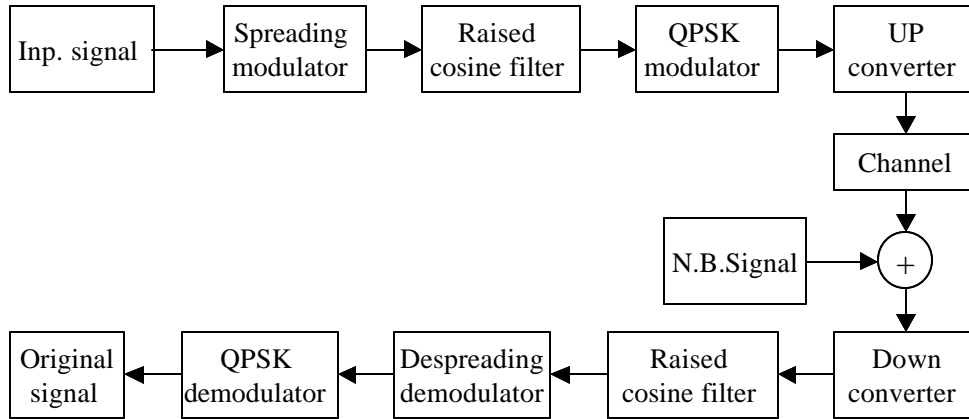 Inp. signal
Spreading
modulator
Raised
cosine filter
QPSK
modulator
UP
converter
Channel
N.B.Signal
+
Original
signal
QPSK
demodulator
Despreading
demodulator
Raised
cosine filter
Down
converter